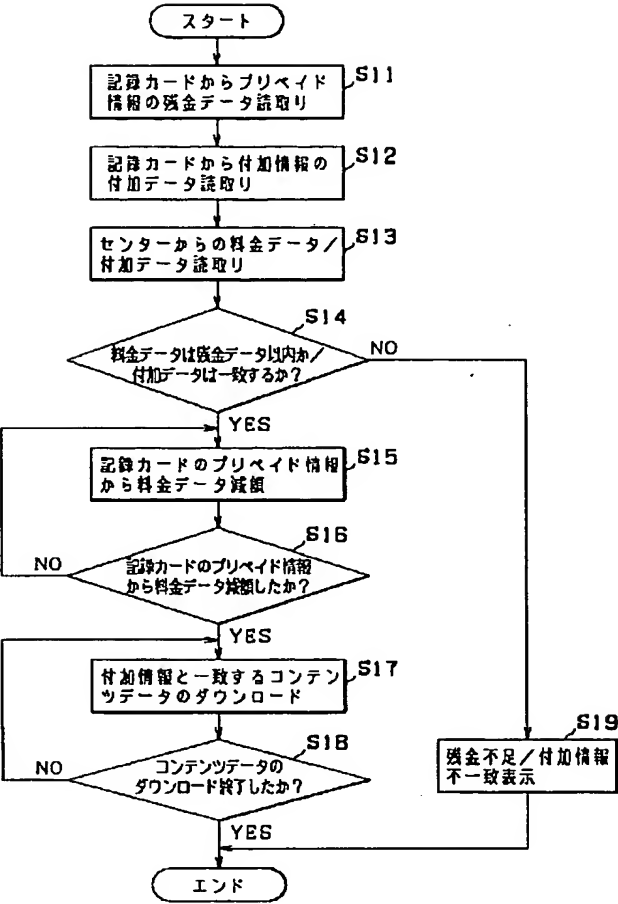 スタート
S11
記録カードからプリペイド
情報の残金データ読取り
S12
記録カードから付加情報の
付加データ読取り
S13
センターからの料金データ/
付加データ読取り
S14
料金データは残金データ以内か/
付加データは一致するか?
NO
YES
S15
記録カードのプリペイド情報
から料金データ減額
S16
記録カードのプリペイド情報
から料金データ減額したか?
NO
YES
S17
付加情報と一致するコンテン
ツデータのダウンロード
S18
コンテンツデータの
ダウンロード終了したか?
NO
YES
S19
残金不足/付加情報
不一致表示
エンド